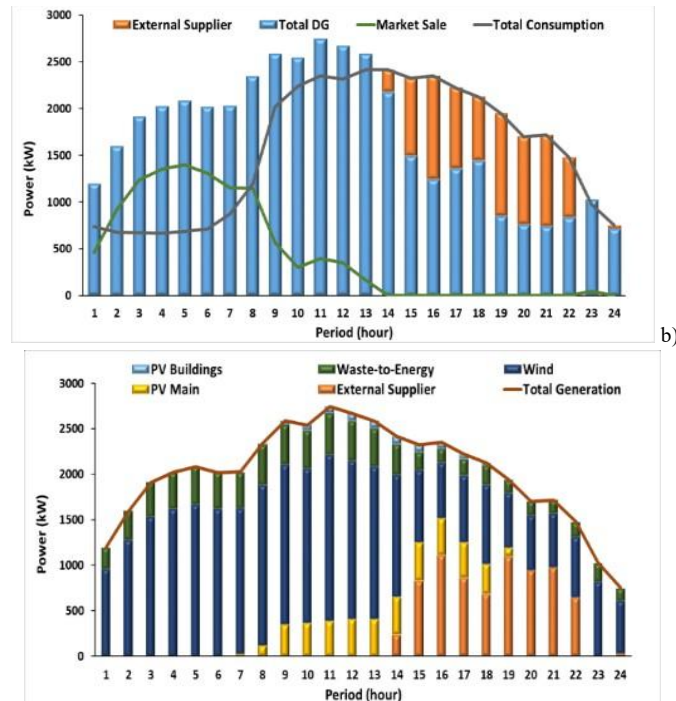 External Supplier Total DG Market Sale Total Consumption
3000
2500
2000
1500
1000
500
0
Power (kW)
1 2 3 4 5 6 7 8 9 10 11 12 13 14 15 16 17 18 19 20 21 22 23 24
Period (hour)
b)
PV Buildings Waste-to-Energy Wind
PV Main External Supplier Total Generation
3000
2500
2000
1500
1000
500
0
Power (kW)
1 2 3 4 5 6 7 8 9 10 11 12 13 14 15 16 17 18 19 20 21 22 23 24
Period (hour)